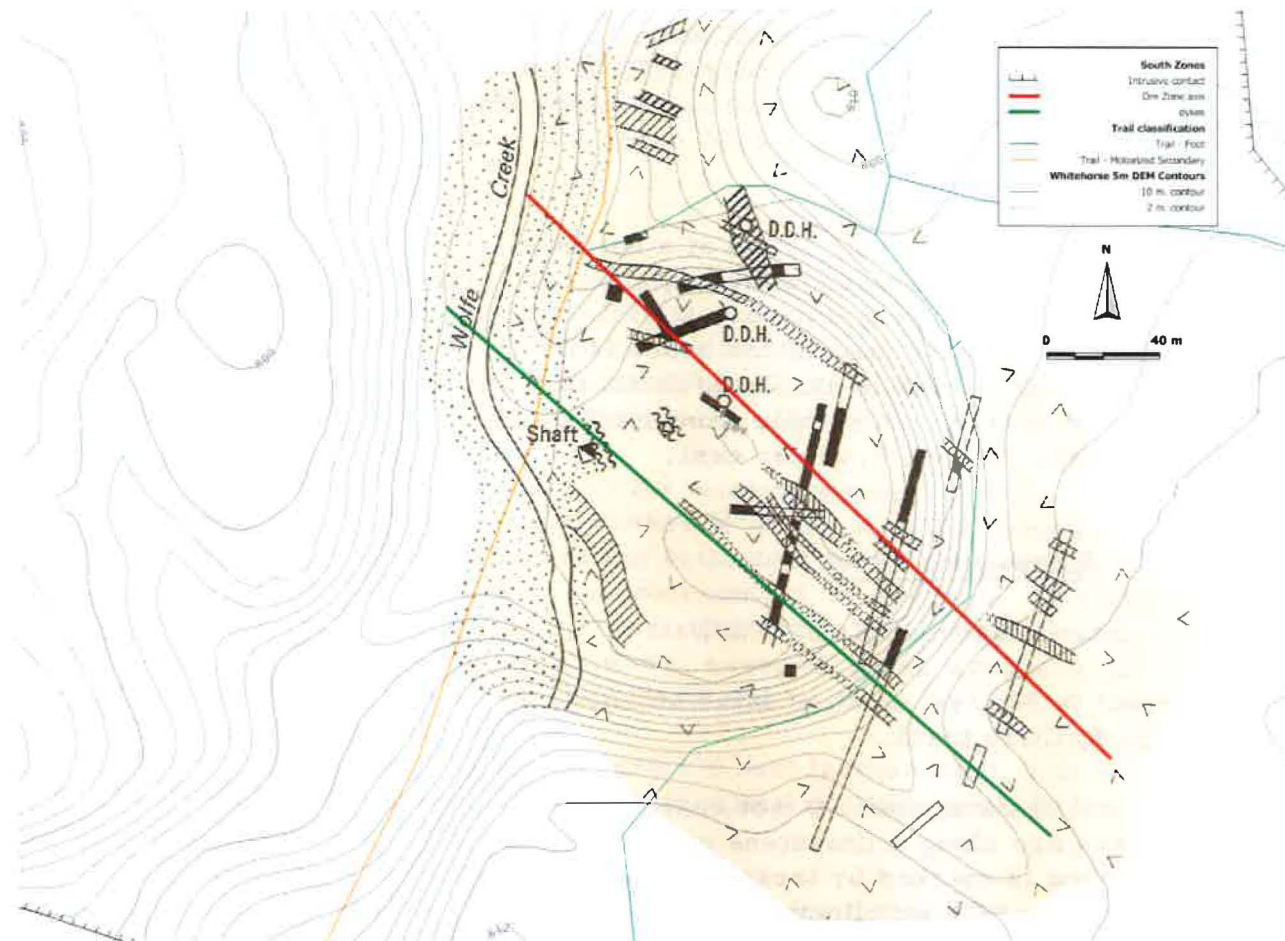 South Zones
Intrusive contact
Ore Zone axis
dykes
Trail classification
Trail - Foot
Trail - Motorized Secondary
Whitehorse 5m DEM Contours
10 m. contour
2 m. contour
N
0 40 m
Wolfe Creek
D.D.H.
D.D.H.
D.D.H.
Shaft